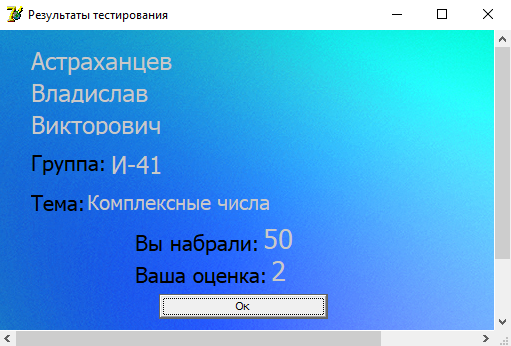 Результаты тестирования
Астраханцев
Владислав
Викторович
Группа: И-41
Тема: Комплексные числа
Вы набрали: 50
Ваша оценка: 2
Ок